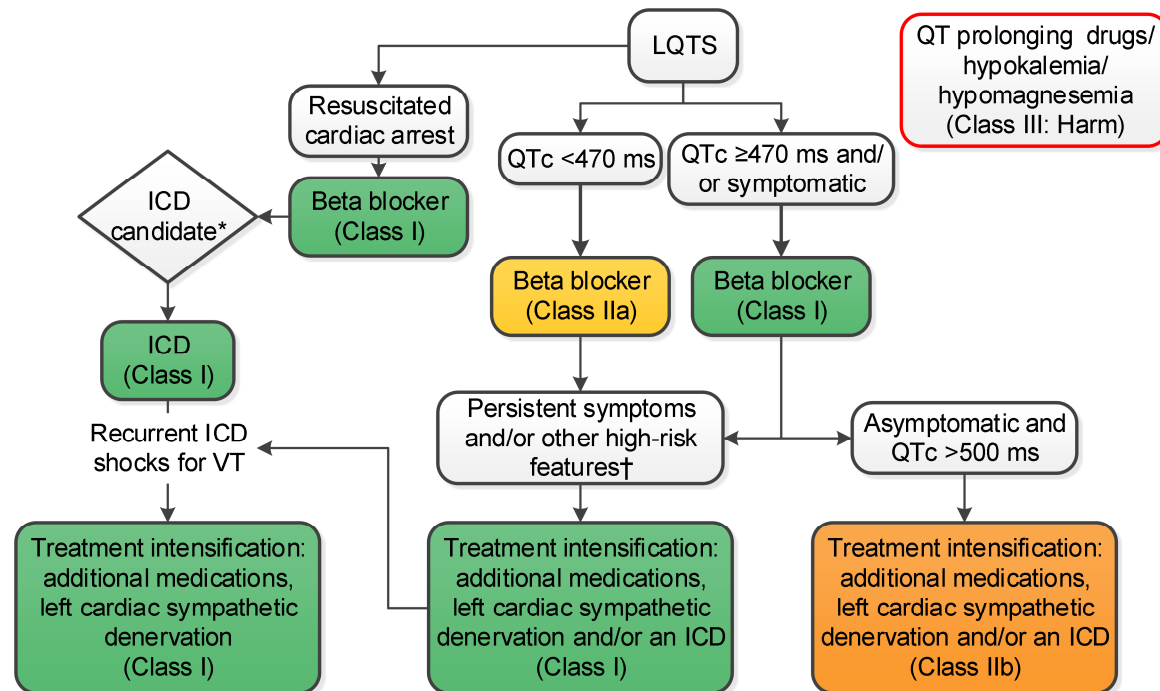 LQTS
QT prolonging drugs/
hypokalemia/
hypomagnesemia
(Class III: Harm)
Resuscitated
cardiac arrest
QTc <470 ms
QTc ≥470 ms and/
or symptomatic
ICD
candidate*
Beta blocker
(Class I)
Beta blocker
(Class IIa)
Beta blocker
(Class I)
ICD
(Class I)
Recurrent ICD
shocks for VT
Persistent symptoms
and/or other high-risk
features†
Asymptomatic and
QTc >500 ms
Treatment intensification:
additional medications,
left cardiac sympathetic
denervation
(Class I)
Treatment intensification:
additional medications,
left cardiac sympathetic
denervation and/or an ICD
(Class I)
Treatment intensification:
additional medications,
left cardiac sympathetic
denervation and/or an ICD
(Class IIb)